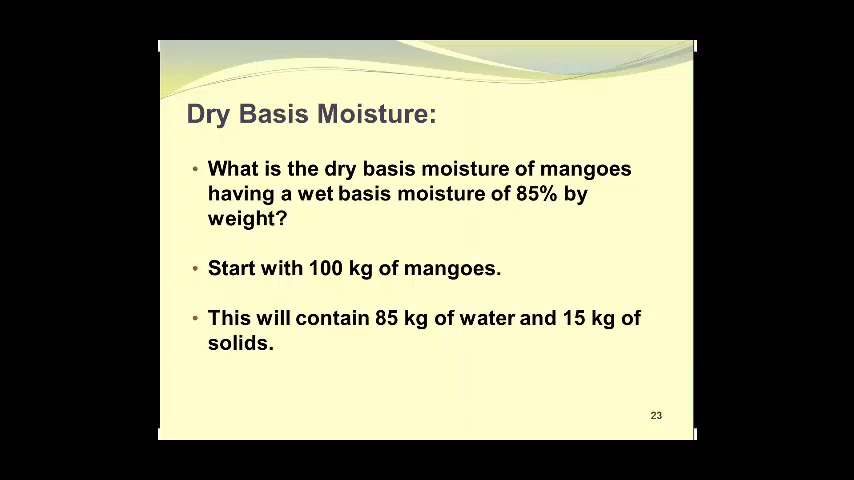 Dry Basis Moisture:
• What is the dry basis moisture of mangoes
having a wet basis moisture of 85% by
weight?
• Start with 100 kg of mangoes.
• This will contain 85 kg of water and 15 kg of
solids.
23